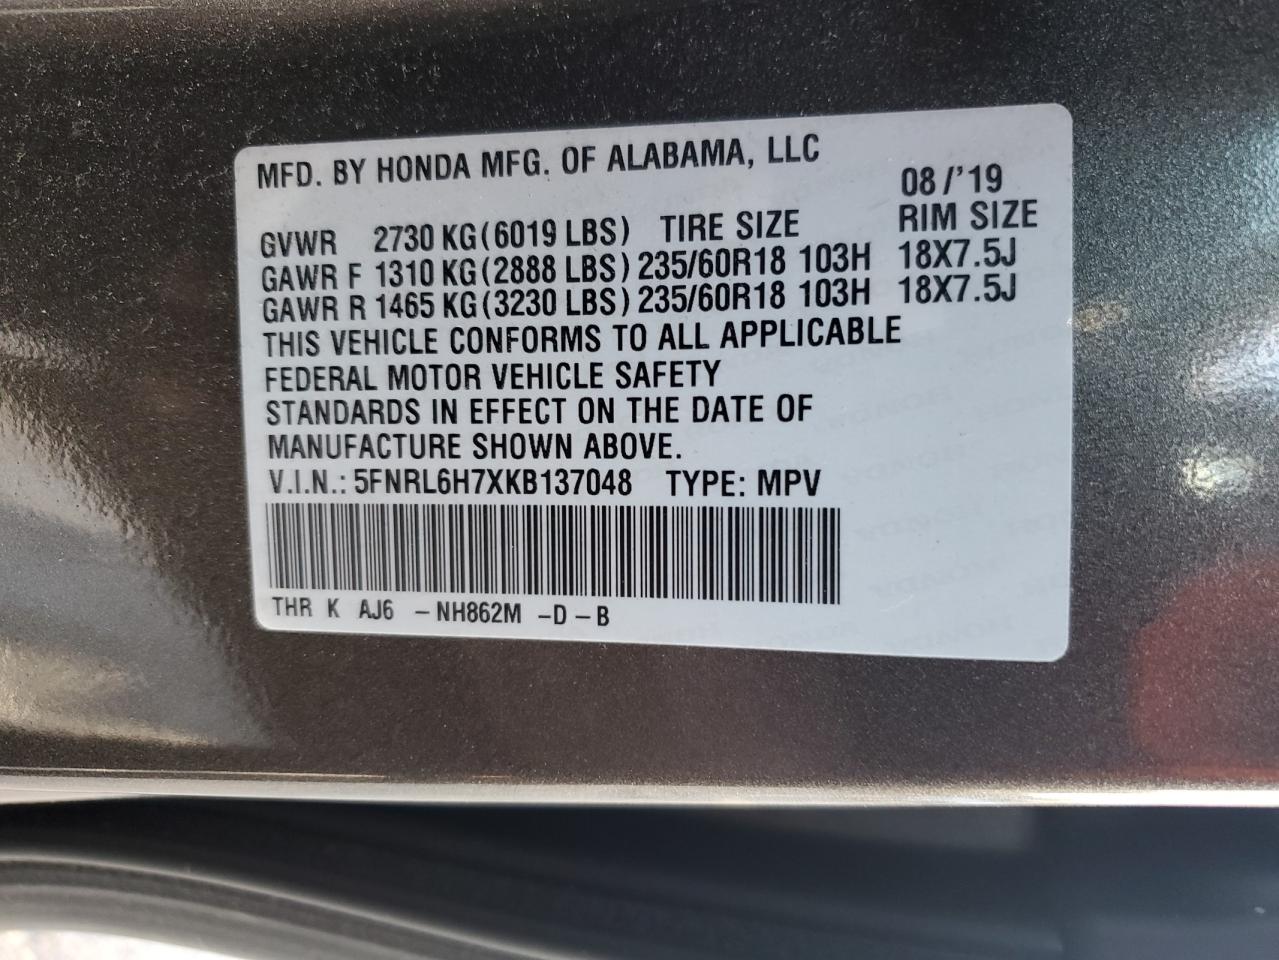 MFD. BY HONDA MFG. OF ALABAMA, LLC
08/'19
GVWR 2730 KG(6019 LBS) TIRE SIZE RIM SIZE
GAWR F 1310 KG(2888 LBS) 235/60R18 103H 18X7.5J
GAWR R 1465 KG(3230 LBS) 235/60R18 103H 18X7.5J
THIS VEHICLE CONFORMS TO ALL APPLICABLE
FEDERAL MOTOR VEHICLE SAFETY
STANDARDS IN EFFECT ON THE DATE OF
MANUFACTURE SHOWN ABOVE.
V.I.N.: 5FNRL6H7XKB137048 TYPE: MPV
THR K AJ6 -NH862M -D-B